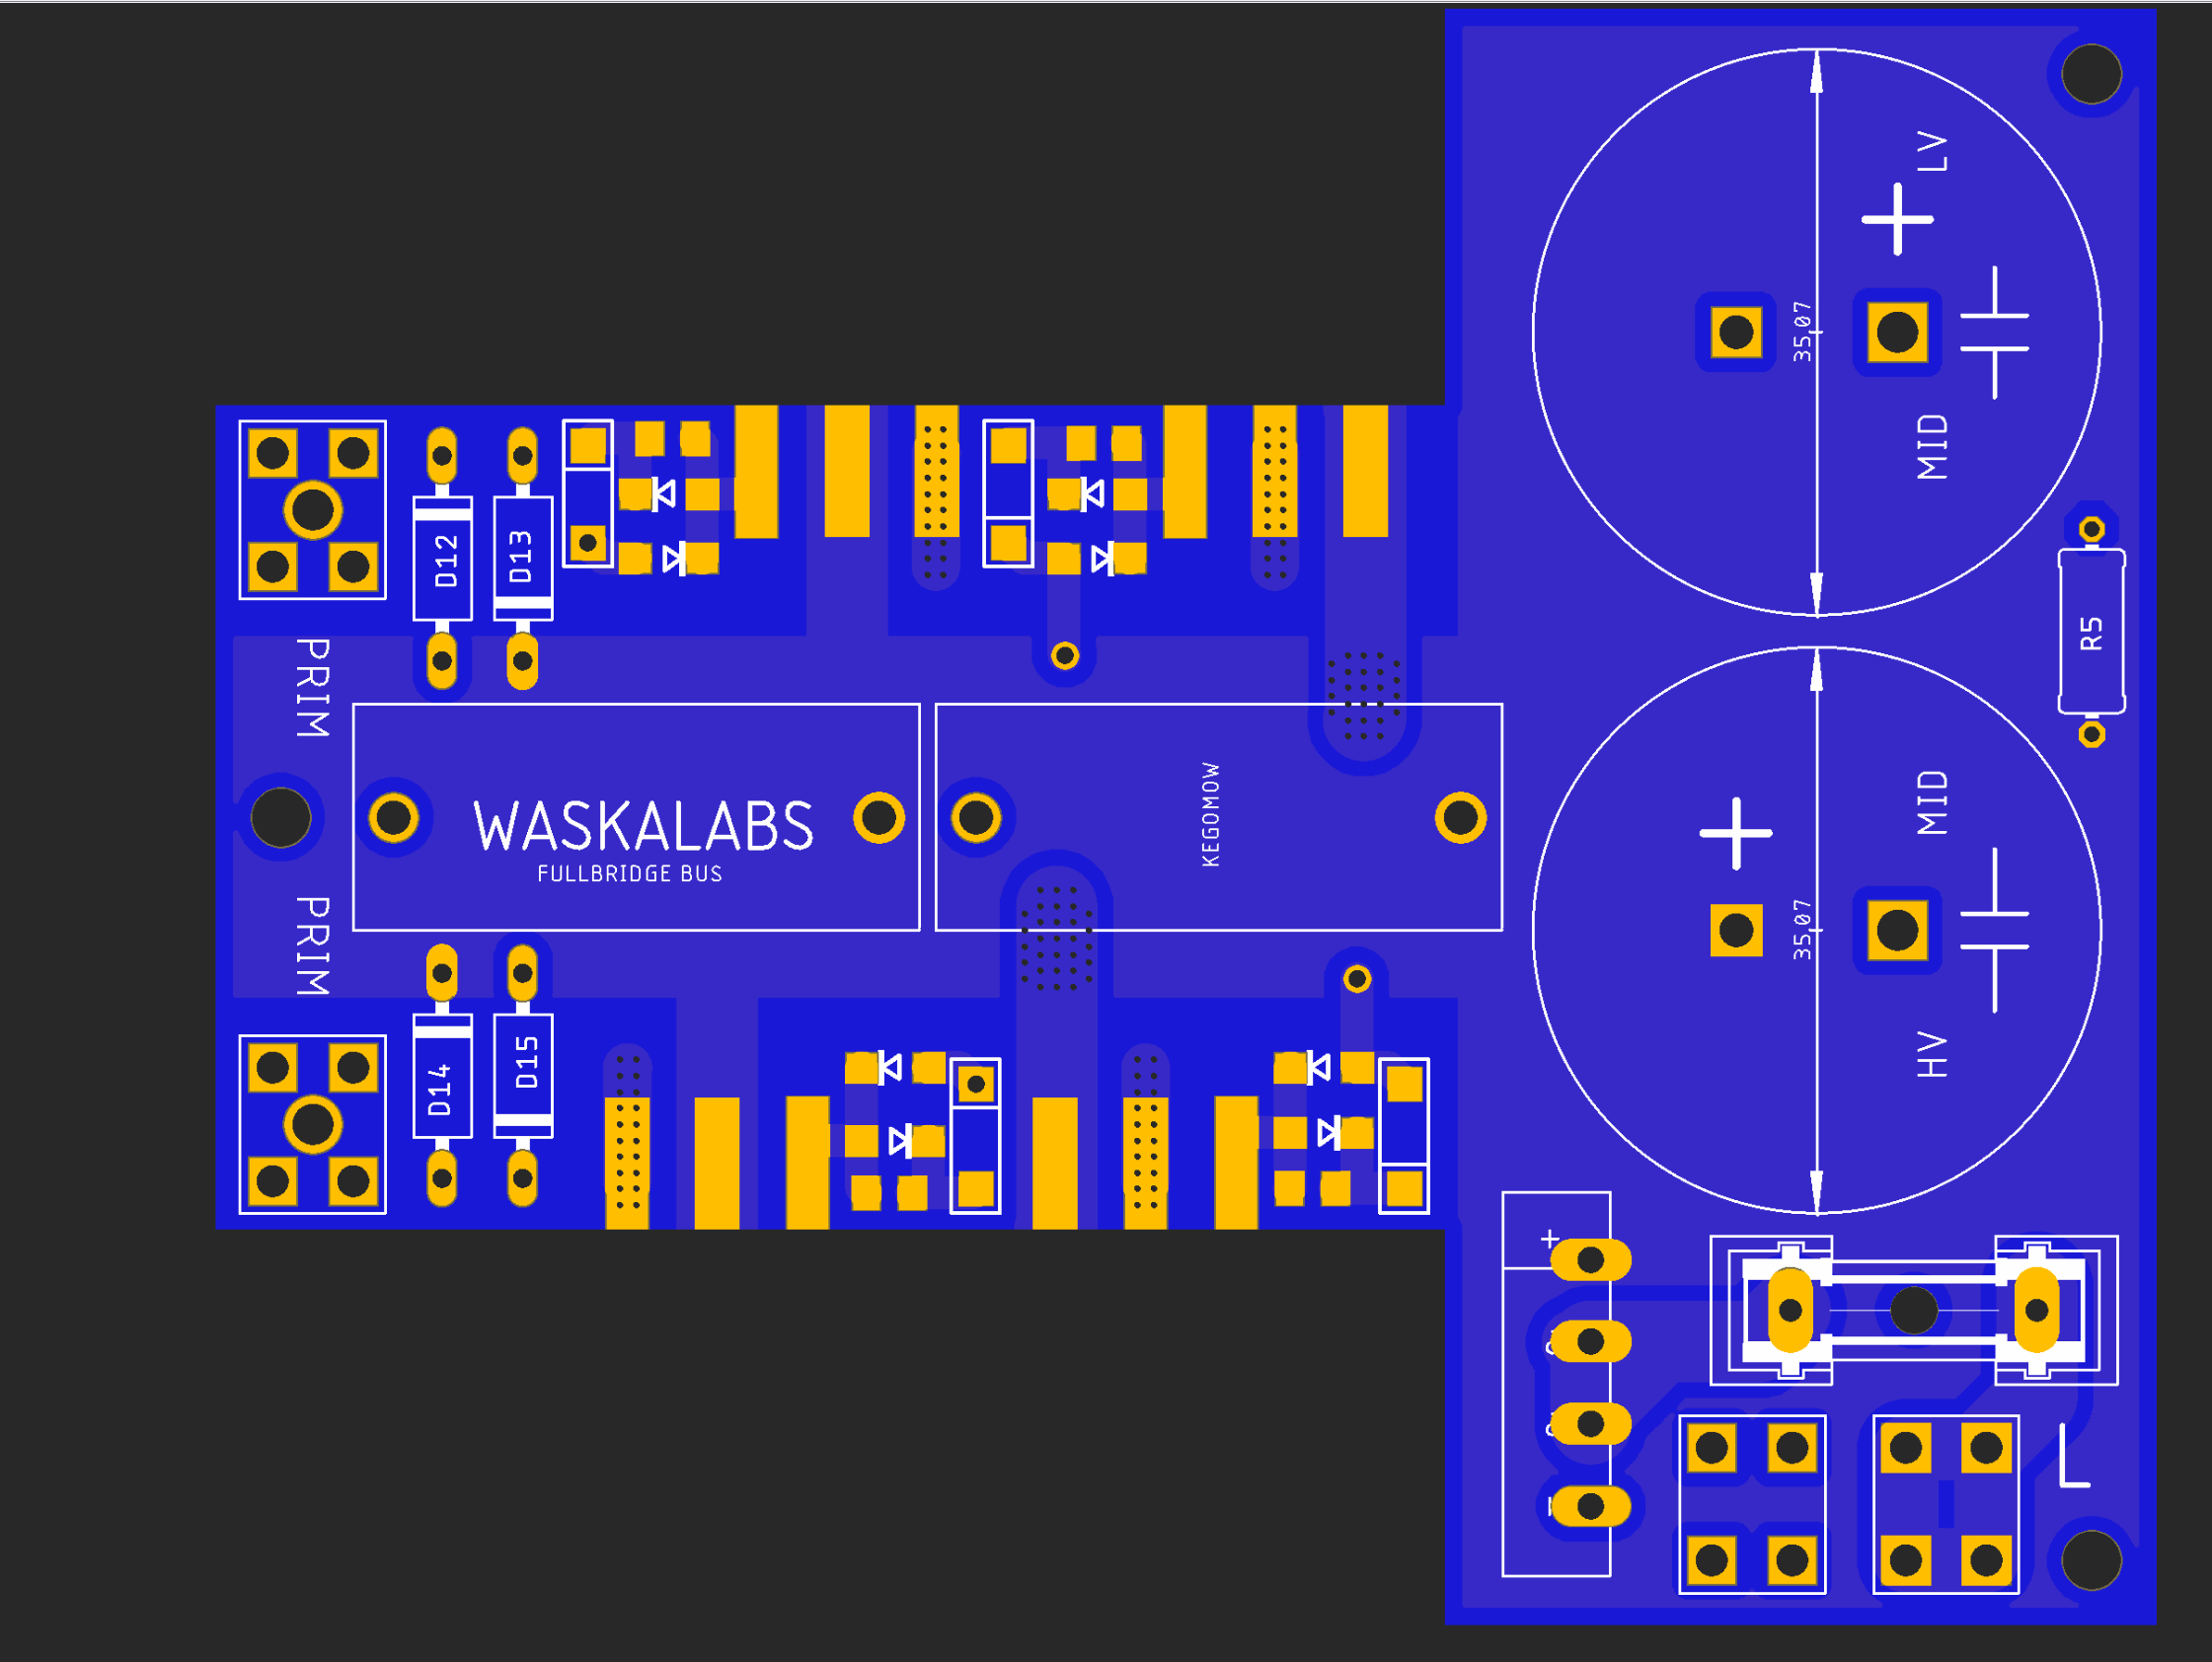 LV
35,07
MID
D12
D13
R5
PRIM
MID
KEGOMOW
WASKALABS
FULLBRIDGE BUS
PRIM
35,07
HV
D14
D15
+
L